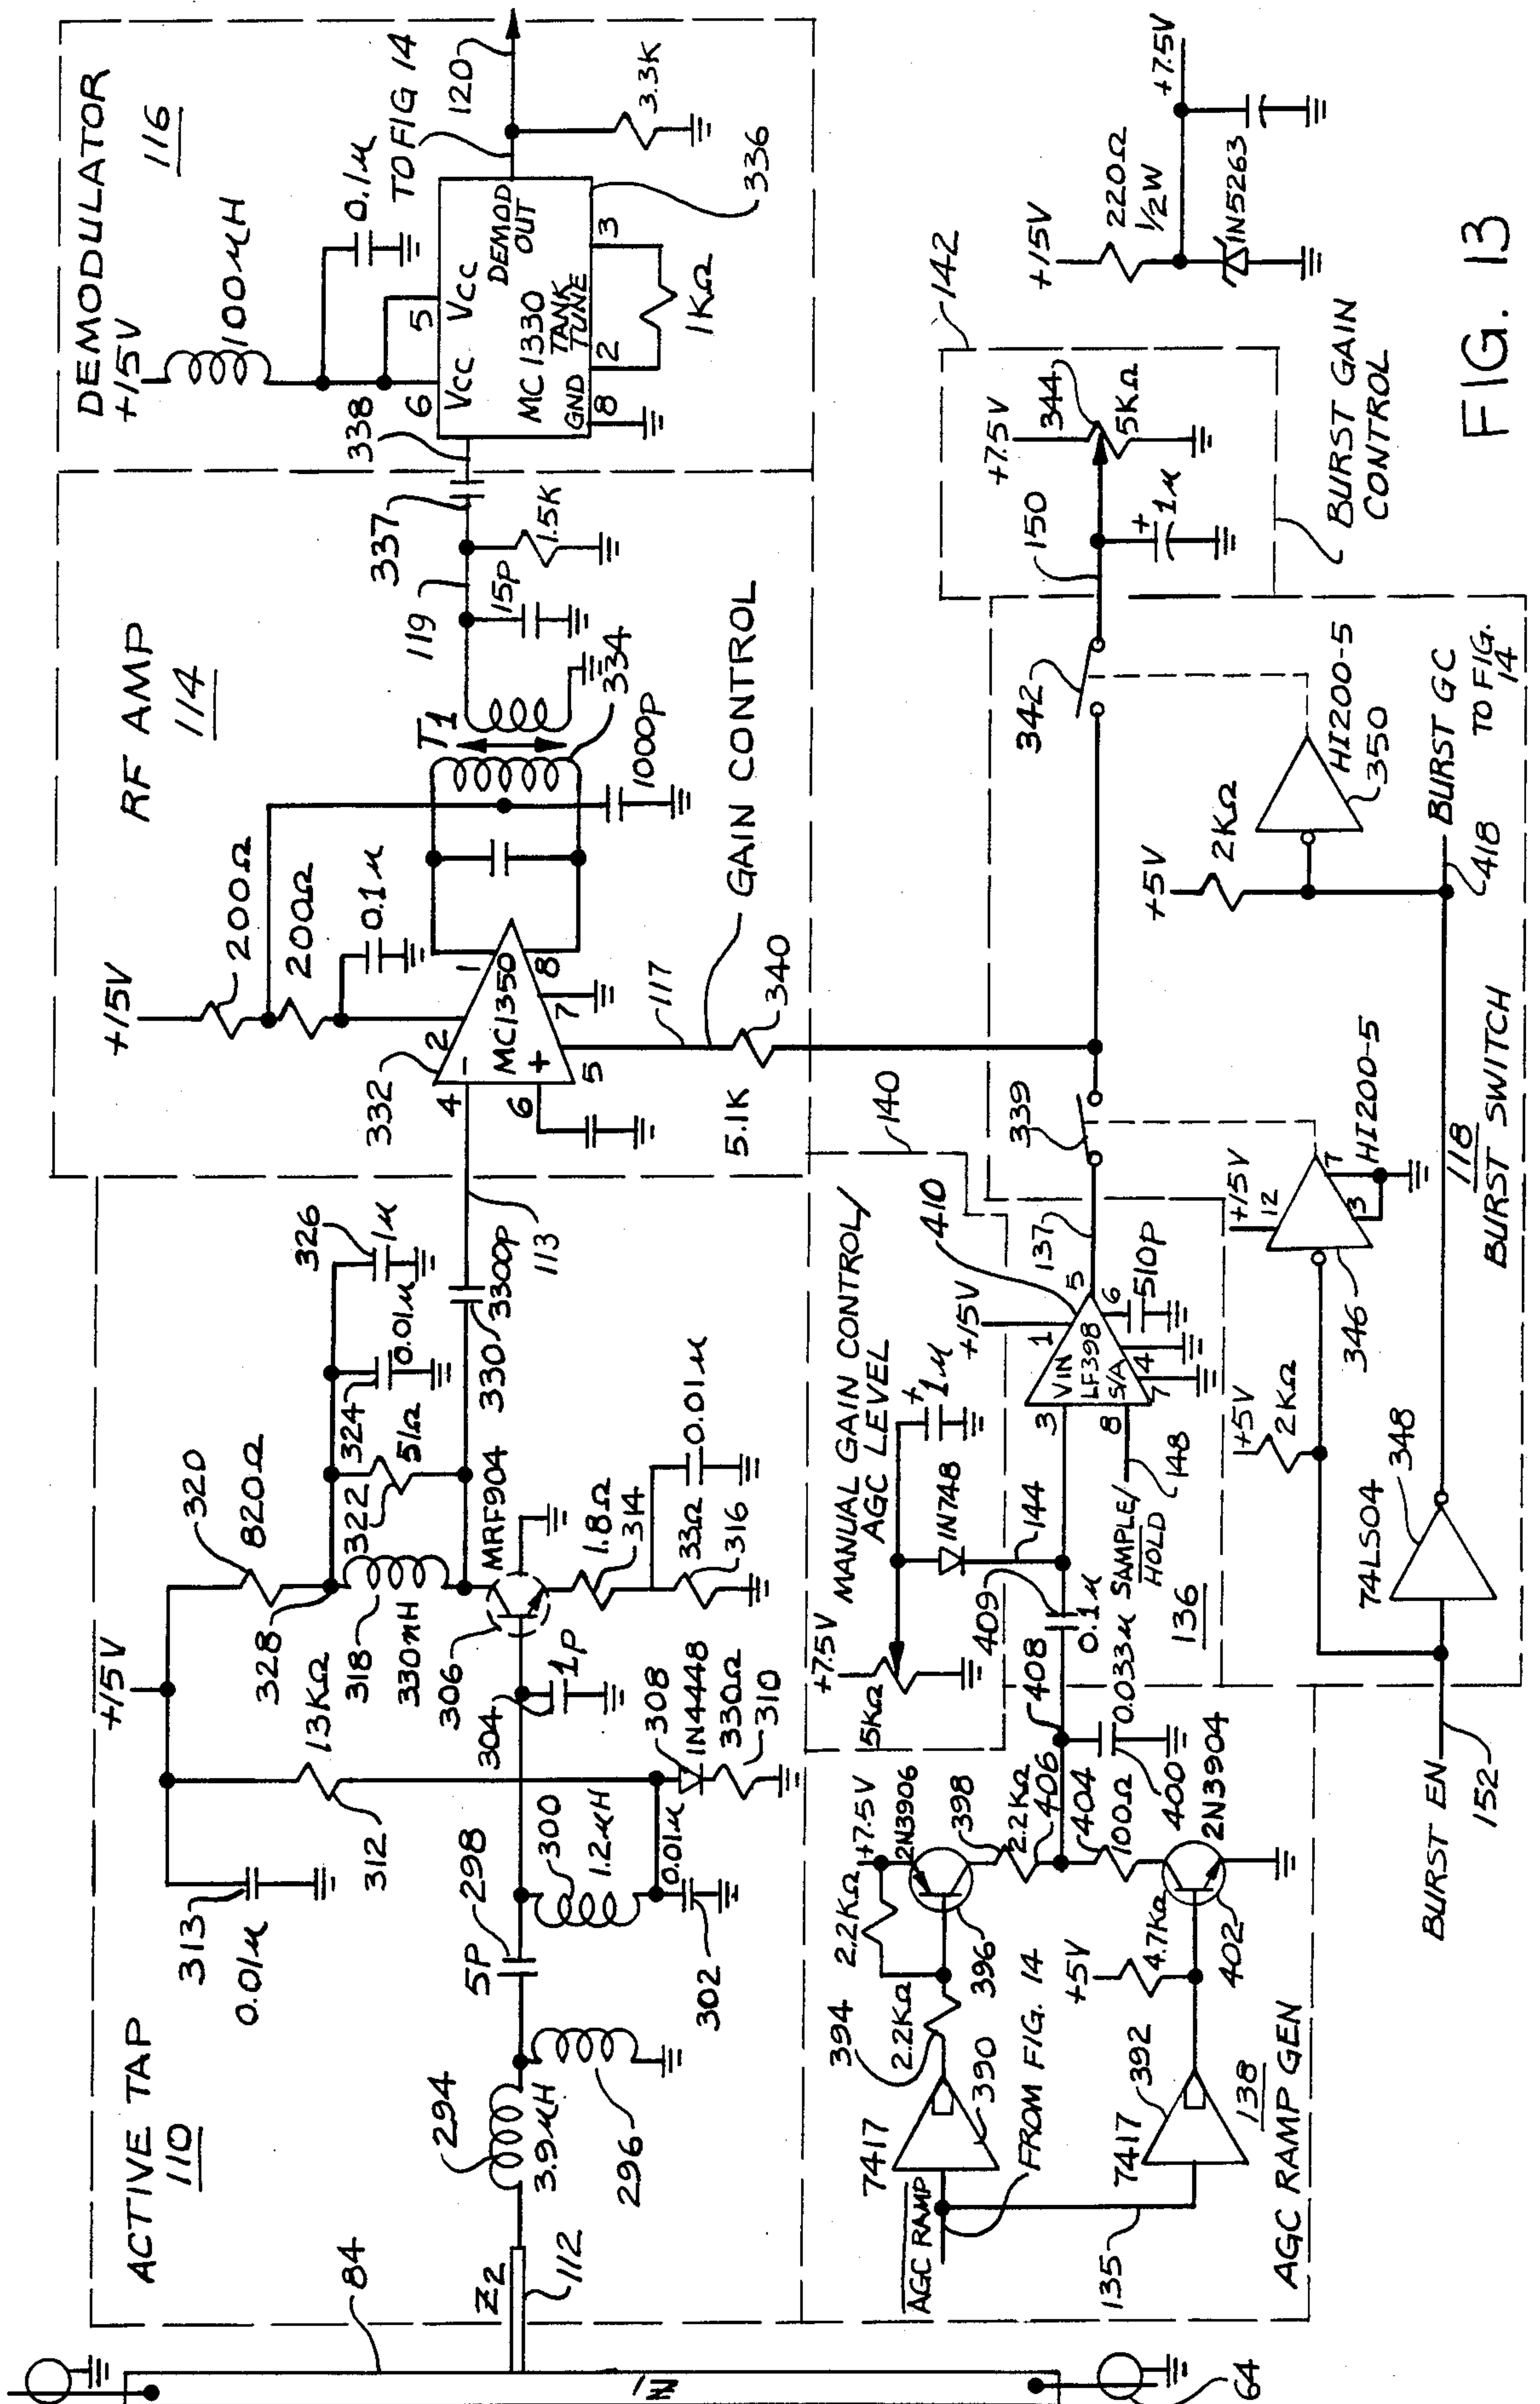 ACTIVE TAP
110
84
Z2
112
Z1
64
294
3.9μH
296
5P
298
300
1.2μH
0.01μ
302
313
0.01μ
312
13KΩ
+15V
304
1P
308
IN4448
330Ω
310
306
MRF904
1.8Ω
314
33Ω
316
0.01μ
328
318
330mH
320
820Ω
322
51Ω
324
0.01μ
326
1μ
330
3300P
113
RF AMP
114
+15V
200Ω
200Ω
0.1μ
332
4
2
1
-
MC1350
+
6
5
7
8
T1
334
1000P
119
15P
1.5K
337
117
GAIN CONTROL
340
5.1K
DEMODULATOR
116
+15V
100μH
0.1μ
338
6
5
VCC
VCC
DEMOD
OUT
MC1330
TANK
TUNE
GND
8
2
3
1KΩ
336
TO FIG 14
120
3.3K
AGC RAMP
135
FROM FIG. 14
7417
390
394
2.2KΩ
2.2KΩ
+7.5V
2N3906
396
398
2.2KΩ
406
404
100Ω
400
0.033μ
408
7417
392
+5V
4.7KΩ
402
2N3904
138
AGC RAMP GEN
MANUAL GAIN CONTROL/
AGC LEVEL
140
+7.5V
5KΩ
1μ
+
IN748
144
409
0.1μ
SAMPLE/
HOLD
148
136
3
8
VIN
LF398
S/A
1
5
6
4
7
+15V
410
510P
137
339
342
150
+
1μ
+7.5V
344
5KΩ
142
BURST GAIN
CONTROL
+15V
220Ω
1/2W
IN5263
+7.5V
BURST EN
152
74LS04
348
+5V
2KΩ
346
+15V
12
3
7
HI200-5
118
BURST SWITCH
+5V
2KΩ
HI200-5
350
418
BURST GC
TO FIG.
14
FIG. 13